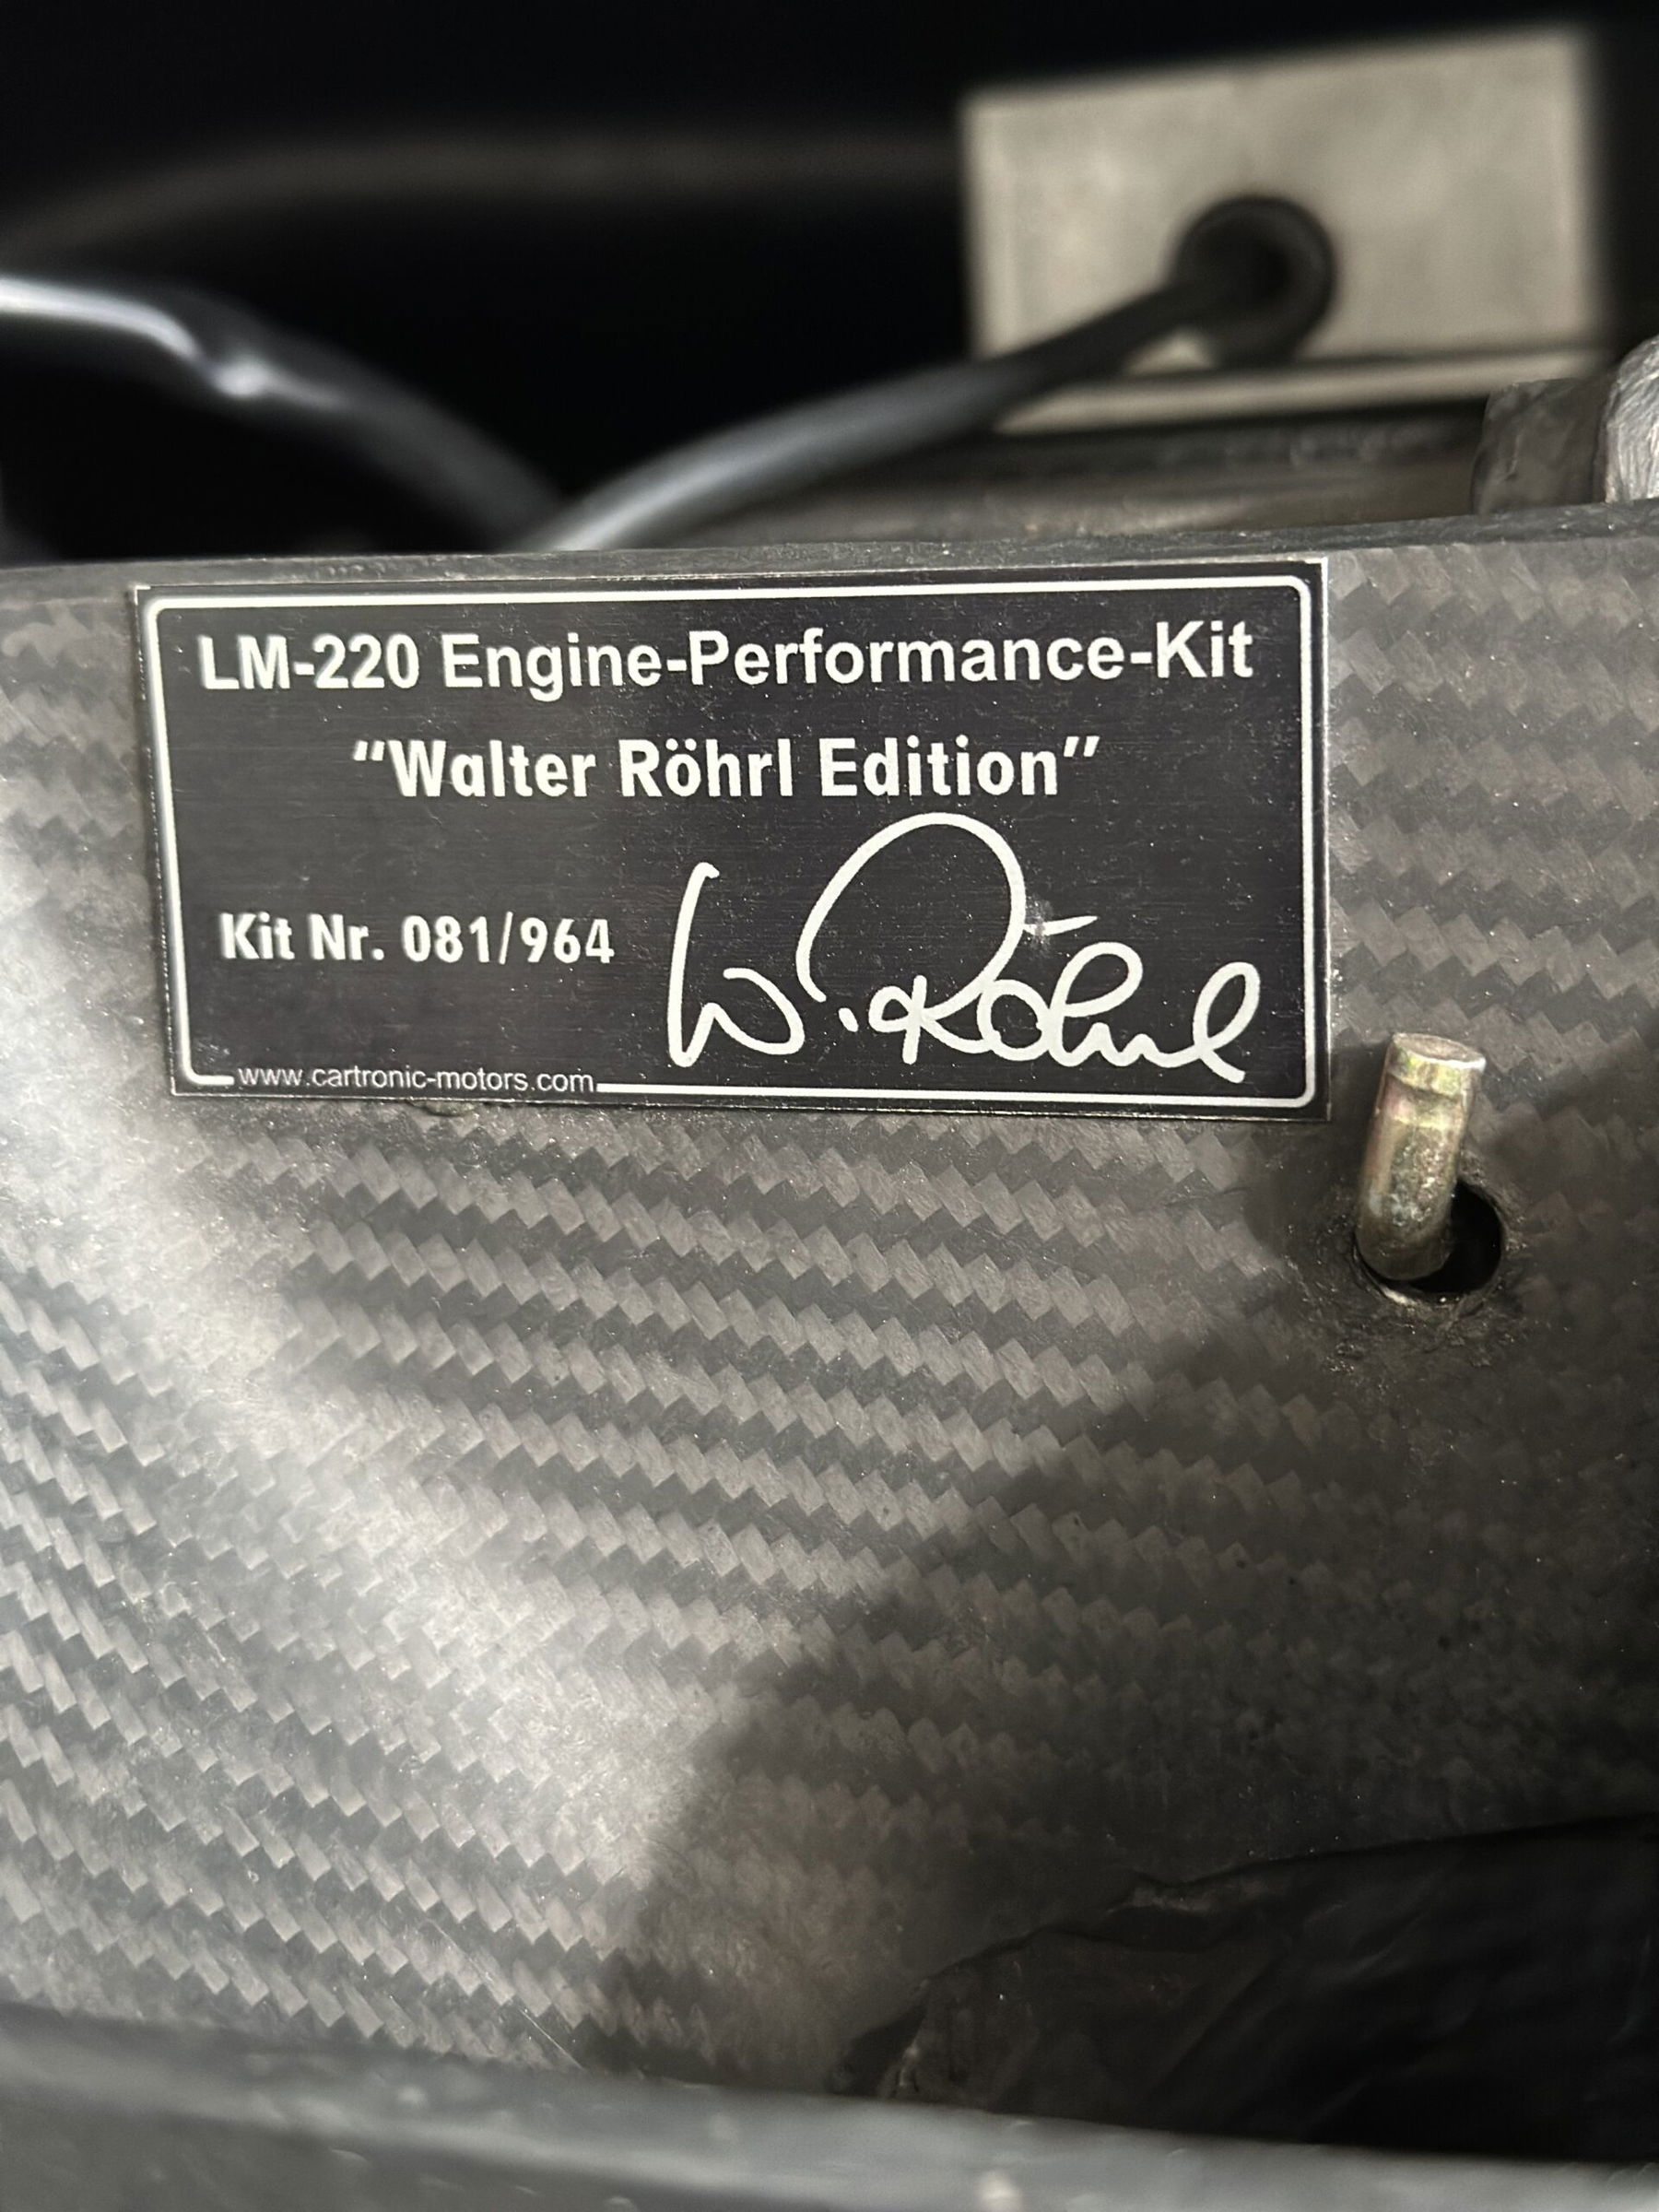 LM-220 Engine-Performance-Kit
“Walter Röhrl Edition”
Kit Nr. 081/964
W. Röhrl
www.cartronic-motors.com